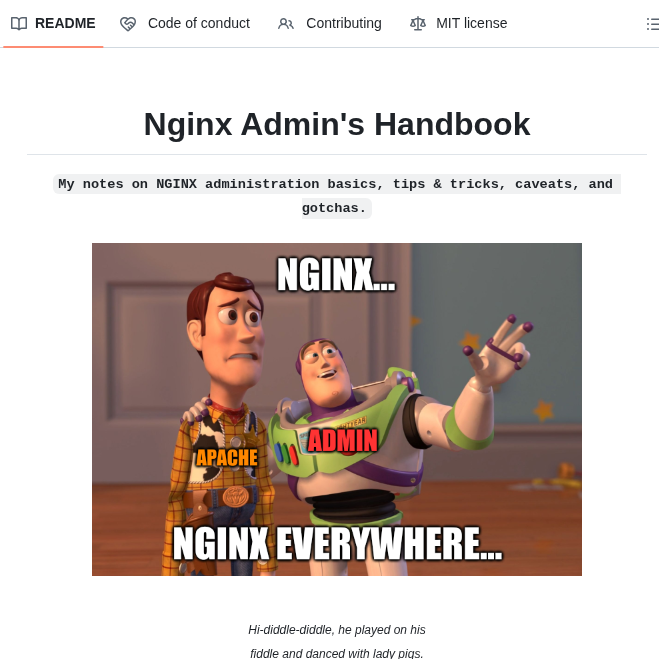 README
Code of conduct
Contributing
MIT license
Nginx Admin's Handbook
My notes on NGINX administration basics, tips & tricks, caveats, and
gotchas.
NGINX...
ADMIN
APACHE
NGINX EVERYWHERE...
Hi-diddle-diddle, he played on his
fiddle and danced with lady pigs.